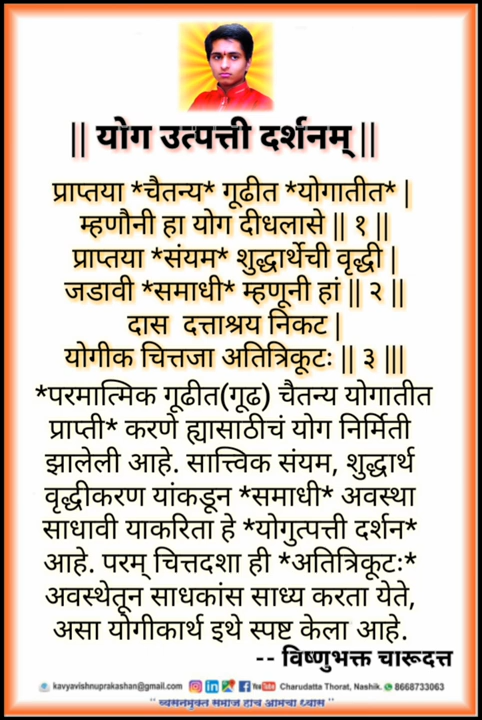 || योग उत्पत्ती दर्शनम् ||
प्राप्तया *चैतन्य* गूढीत *योगातीत* |
म्हणौनी हा योग दीधलासे || १ ||
प्राप्तया *संयम* शुद्धार्थेची वृद्धी |
जडावी *समाधी* म्हणूनी हां || २ ||
दास दत्ताश्रय निकट |
योगीक चित्तजा अतित्रिकूटः || ३ |||
*परमात्मिक गूढीत(गूढ) चैतन्य योगातीत
प्राप्ती* करणे ह्यासाठीचं योग निर्मिती
झालेली आहे. सात्त्विक संयम, शुद्धार्थ
वृद्धीकरण यांकडून *समाधी* अवस्था
साधावी याकरिता हे *योगुत्पत्ती दर्शन*
आहे. परम् चित्तदशा ही *अतित्रिकूटः*
अवस्थेतून साधकांस साध्य करता येते,
असा योगीकार्थ इथे स्पष्ट केला आहे.
-- विष्णुभक्त चारूदत्त
kavyavishnuprakashan@gmail.com in X f YouTube Charudatta Thorat, Nashik. 8668733063
" व्यसनमुक्त समाज हाच आमचा ध्यास "